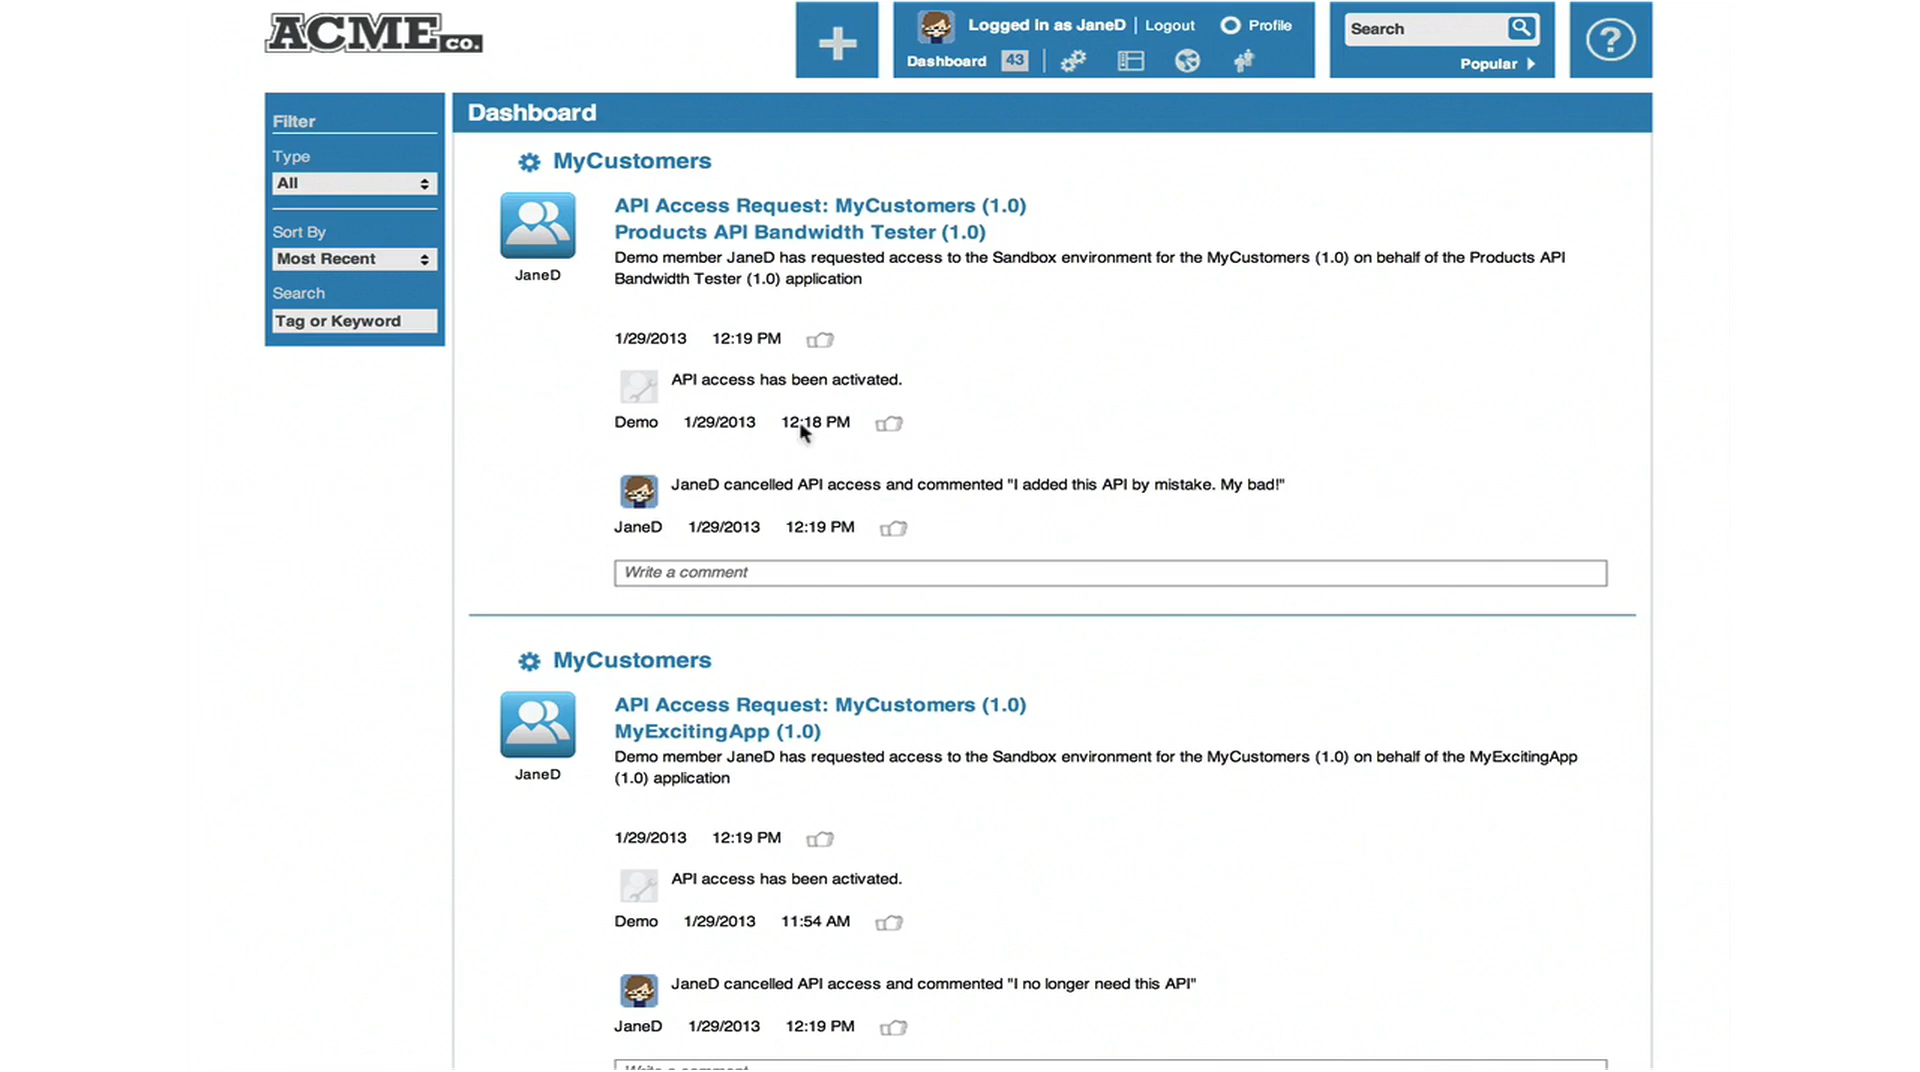 ACME CO.
Logged in as JaneD | Logout Profile
Dashboard 43
Search
Popular
?
Filter
Type
All
Sort By
Most Recent
Search
Tag or Keyword
Dashboard
MyCustomers
JaneD
API Access Request: MyCustomers (1.0)
Products API Bandwidth Tester (1.0)
Demo member JaneD has requested access to the Sandbox environment for the MyCustomers (1.0) on behalf of the Products API
Bandwidth Tester (1.0) application
1/29/2013 12:19 PM
API access has been activated.
Demo 1/29/2013 12:18 PM
JaneD cancelled API access and commented "I added this API by mistake. My bad!"
JaneD 1/29/2013 12:19 PM
Write a comment
MyCustomers
JaneD
API Access Request: MyCustomers (1.0)
MyExcitingApp (1.0)
Demo member JaneD has requested access to the Sandbox environment for the MyCustomers (1.0) on behalf of the MyExcitingApp
(1.0) application
1/29/2013 12:19 PM
API access has been activated.
Demo 1/29/2013 11:54 AM
JaneD cancelled API access and commented "I no longer need this API"
JaneD 1/29/2013 12:19 PM
Write a comment